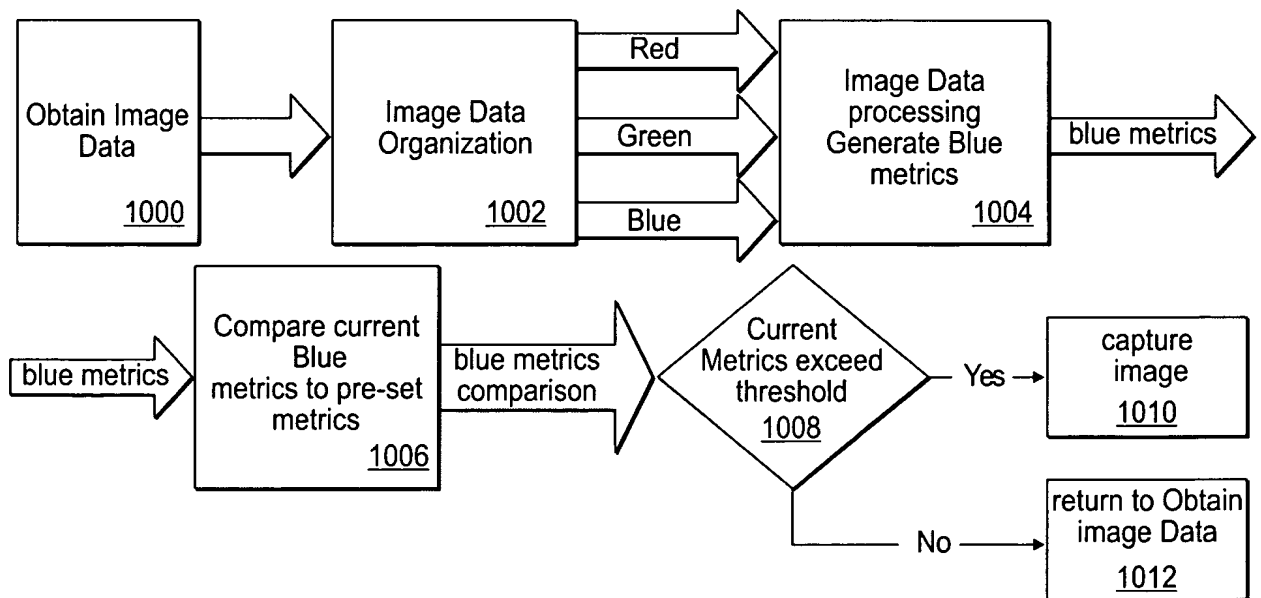 Obtain Image
Data
1000
Image Data
Organization
1002
Red
Green
Blue
Image Data
processing
Generate Blue
metrics
1004
blue metrics
blue metrics
Compare current
Blue
metrics to pre-set
metrics
1006
blue metrics
comparison
Current
Metrics exceed
threshold
1008
Yes
capture
image
1010
No
return to Obtain
image Data
1012